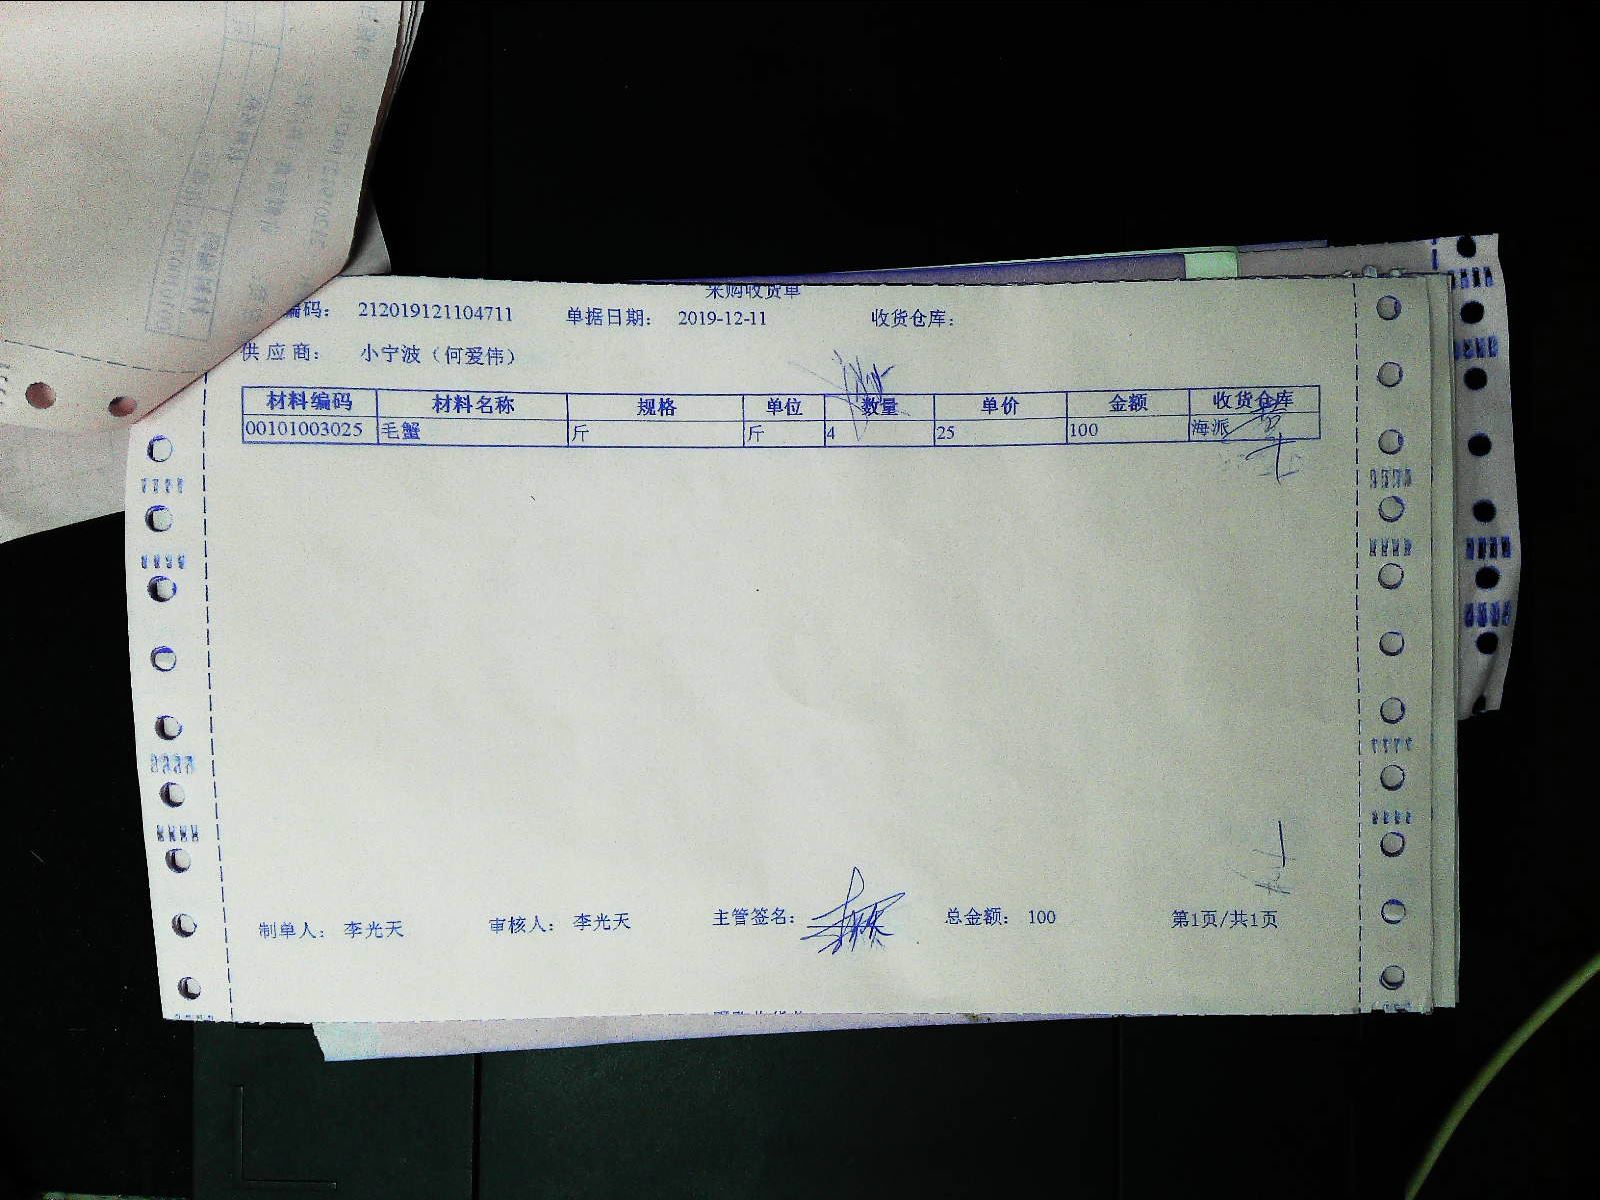 采购收货单
编码： 212019121104711 单据日期： 2019-12-11 收货仓库：
供应商： 小宁波（何爱伟）
材料编码 材料名称 规格 单位 数量 单价 金额 收货仓库
00101003025 毛蟹 斤 斤 4 25 100 海派
制单人： 李光天 审核人： 李光天 主管签名： 总金额： 100 第1页/共1页